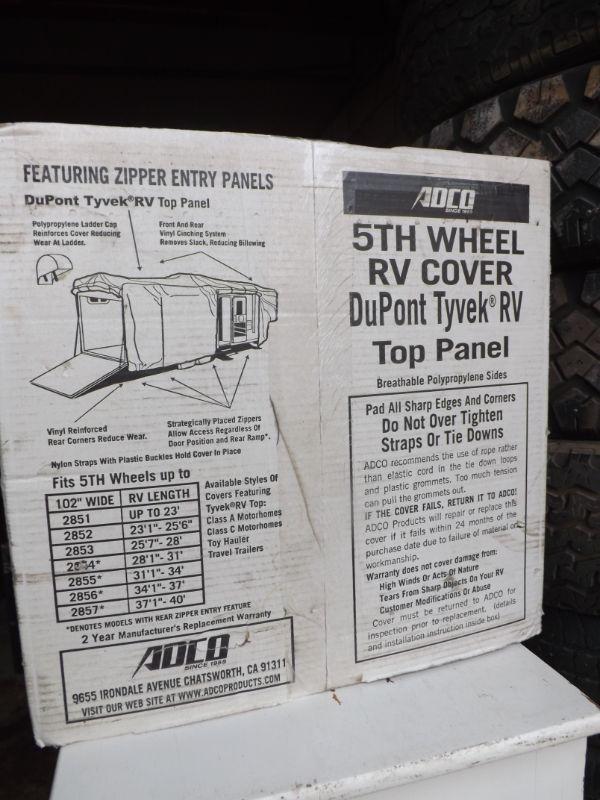 FEATURING ZIPPER ENTRY PANELS
DuPont Tyvek®RV Top Panel
Polypropylene Ladder Cap
Reinforces Cover Reducing
Wear At Ladder.
Front And Rear
Vinyl Cinching System
Removes Slack, Reducing Billowing
Vinyl Reinforced
Rear Corners Reduce Wear.
Strategically Placed Zippers
Allow Access Regardless Of
Door Position and Rear Ramp*.
Nylon Straps With Plastic Buckles Hold Cover In Place
Fits 5TH Wheels up to
102" WIDE RV LENGTH
2851 UP TO 23'
2852 23'1"- 25'6"
2853 25'7"- 28'
28'1"- 31'
2855* 31'1"- 34'
2856* 34'1"- 37'
2857* 37'1"- 40'
Available Styles Of
Covers Featuring
Tyvek®RV Top:
Class A Motorhomes
Class C Motorhomes
Toy Hauler
Travel Trailers
*DENOTES MODELS WITH REAR ZIPPER ENTRY FEATURE
2 Year Manufacturer's Replacement Warranty
ADCO
SINCE 1955
9655 IRONDALE AVENUE CHATSWORTH, CA 91311
VISIT OUR WEB SITE AT WWW.ADCOPRODUCTS.COM
ADCO
SINCE 1955
5TH WHEEL
RV COVER
DuPont Tyvek® RV
Top Panel
Breathable Polypropylene Sides
Pad All Sharp Edges And Corners
Do Not Over Tighten
Straps Or Tie Downs
ADCO recommends the use of rope rather
than elastic cord in the tie down loops
and plastic grommets. Too much tension
can pull the grommets out.
IF THE COVER FAILS, RETURN IT TO ADCO!
ADCO Products will repair or replace this
cover if it fails within 24 months of the
purchase date due to failure of material or
workmanship.
Warranty does not cover damage from:
High Winds Or Acts Of Nature
Tears From Sharp Objects On Your RV
Customer Modifications Or Abuse
Cover must be returned to ADCO for
inspection prior to replacement. (details
and installation instruction inside box)